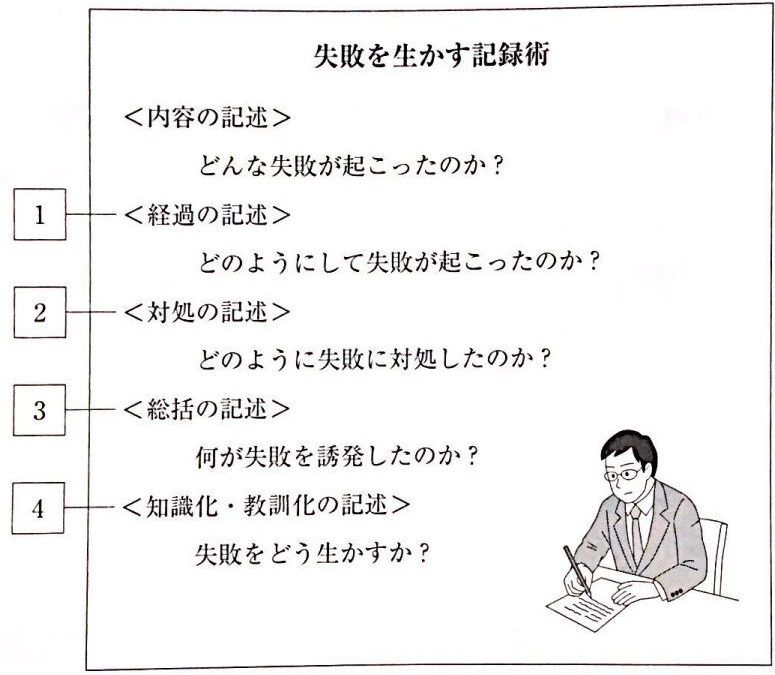 失敗を生かす記録術
＜内容の記述＞
どんな失敗が起こったのか？
1
＜経過の記述＞
どのようにして失敗が起こったのか？
2
＜対処の記述＞
どのように失敗に対処したのか？
3
＜総括の記述＞
何が失敗を誘発したのか？
4
＜知識化・教訓化の記述＞
失敗をどう生かすか？